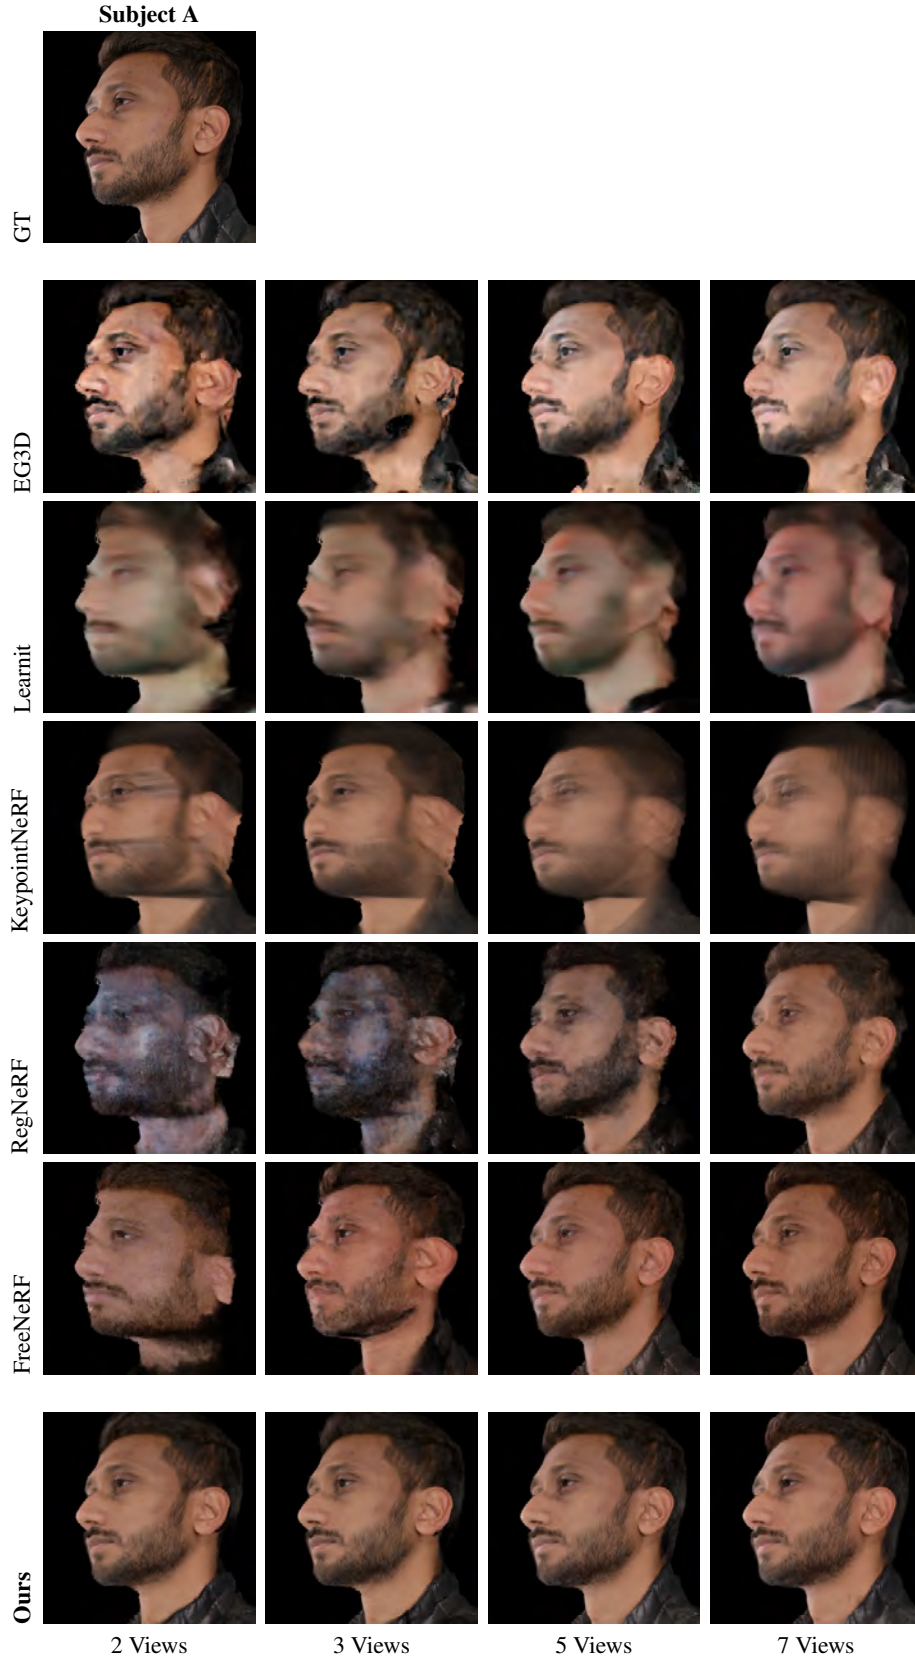 Subject A
GT
EG3D
Learnit
KeypointNeRF
RegNeRF
FreeNeRF
Ours
2 Views
3 Views
5 Views
7 Views